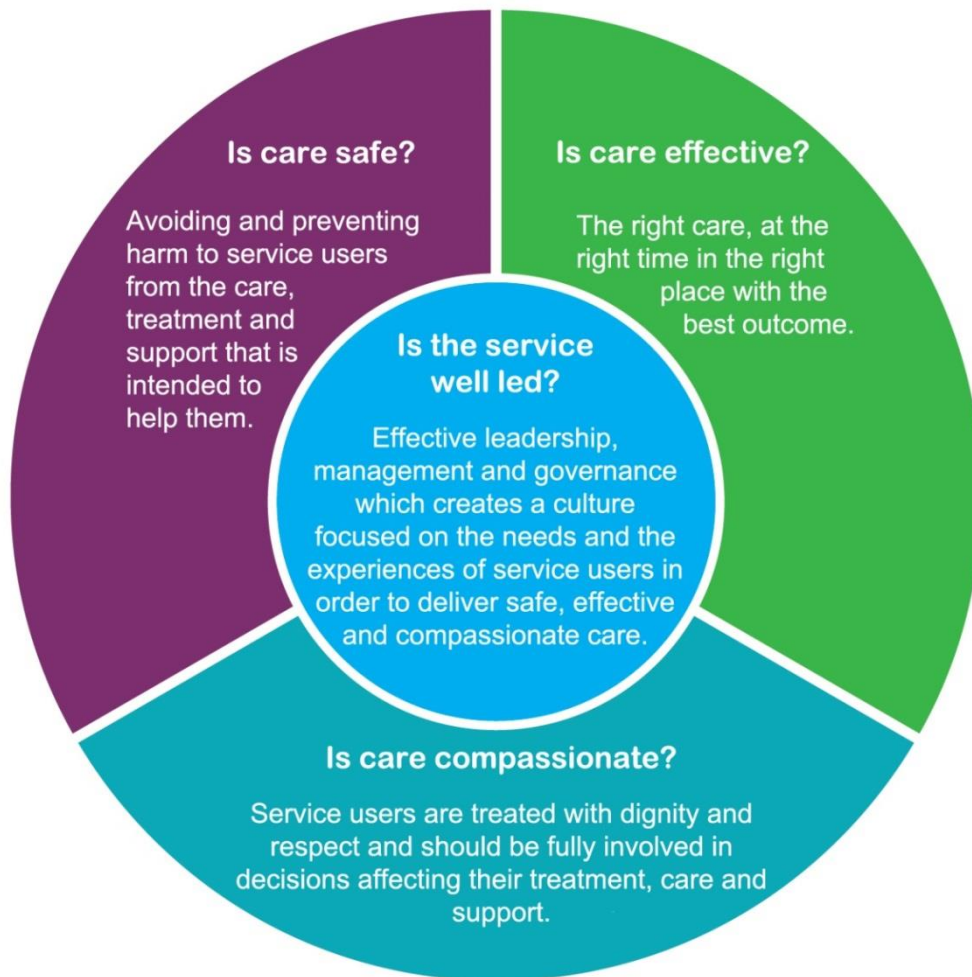 Is care safe?
Avoiding and preventing
harm to service users
from the care,
treatment and
support that is
intended to
help them.
Is care effective?
The right care, at the
right time in the right
place with the
best outcome.
Is the service
well led?
Effective leadership,
management and governance
which creates a culture
focused on the needs and the
experiences of service users in
order to deliver safe, effective
and compassionate care.
Is care compassionate?
Service users are treated with dignity and
respect and should be fully involved in
decisions affecting their treatment, care and
support.